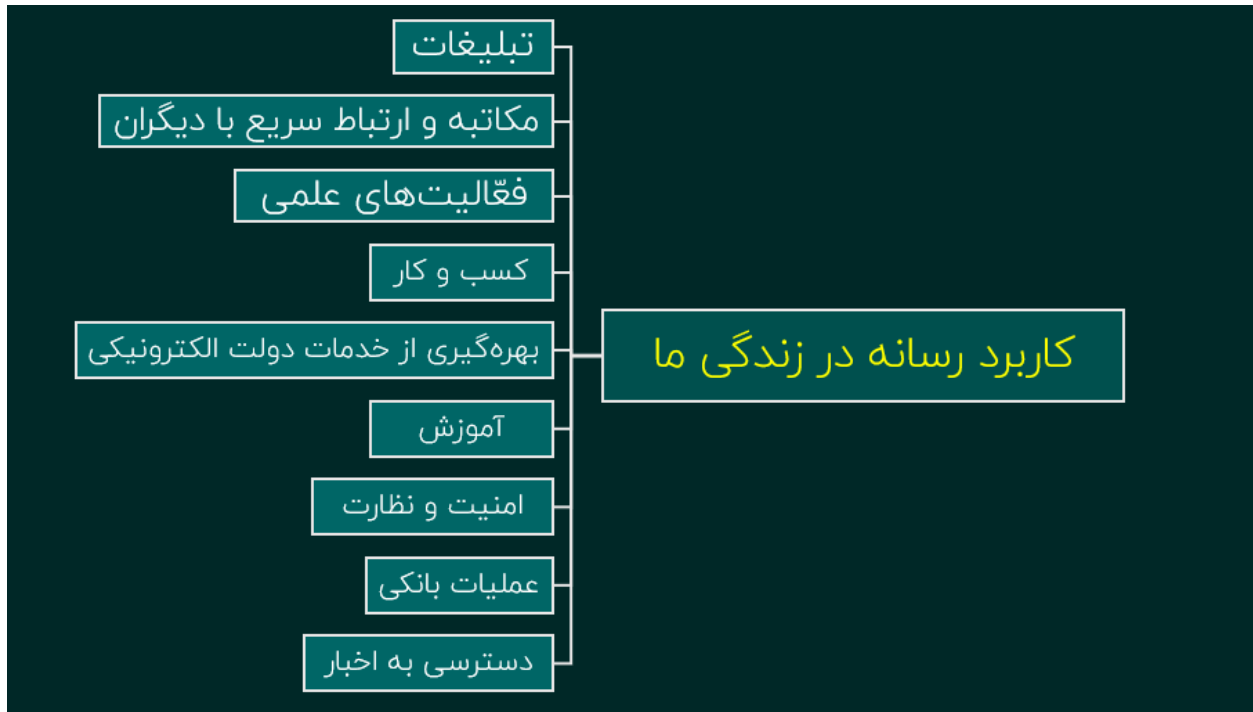 کاربرد رسانه در زندگی ما
تبلیغات
مکاتبه و ارتباط سریع با دیگران
فعّالیت‌های علمی
کسب و کار
بهره‌گیری از خدمات دولت الکترونیکی
آموزش
امنیت و نظارت
عملیات بانکی
دسترسی به اخبار